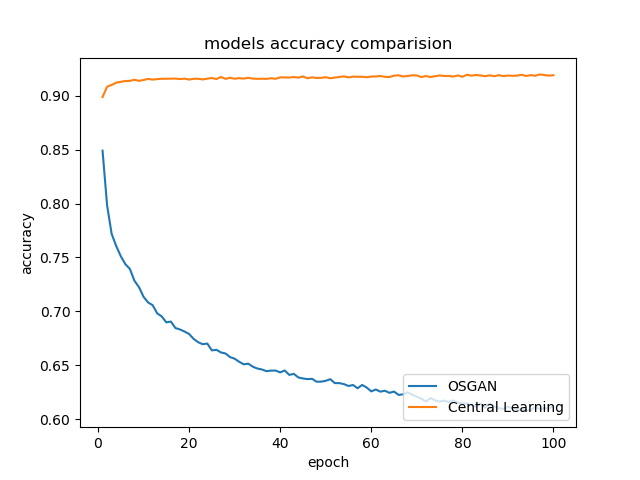 models accuracy comparision
accuracy
0.90
0.85
0.80
0.75
0.70
0.65
0.60
OSGAN
Central Learning
0 20 40 60 80 100
epoch